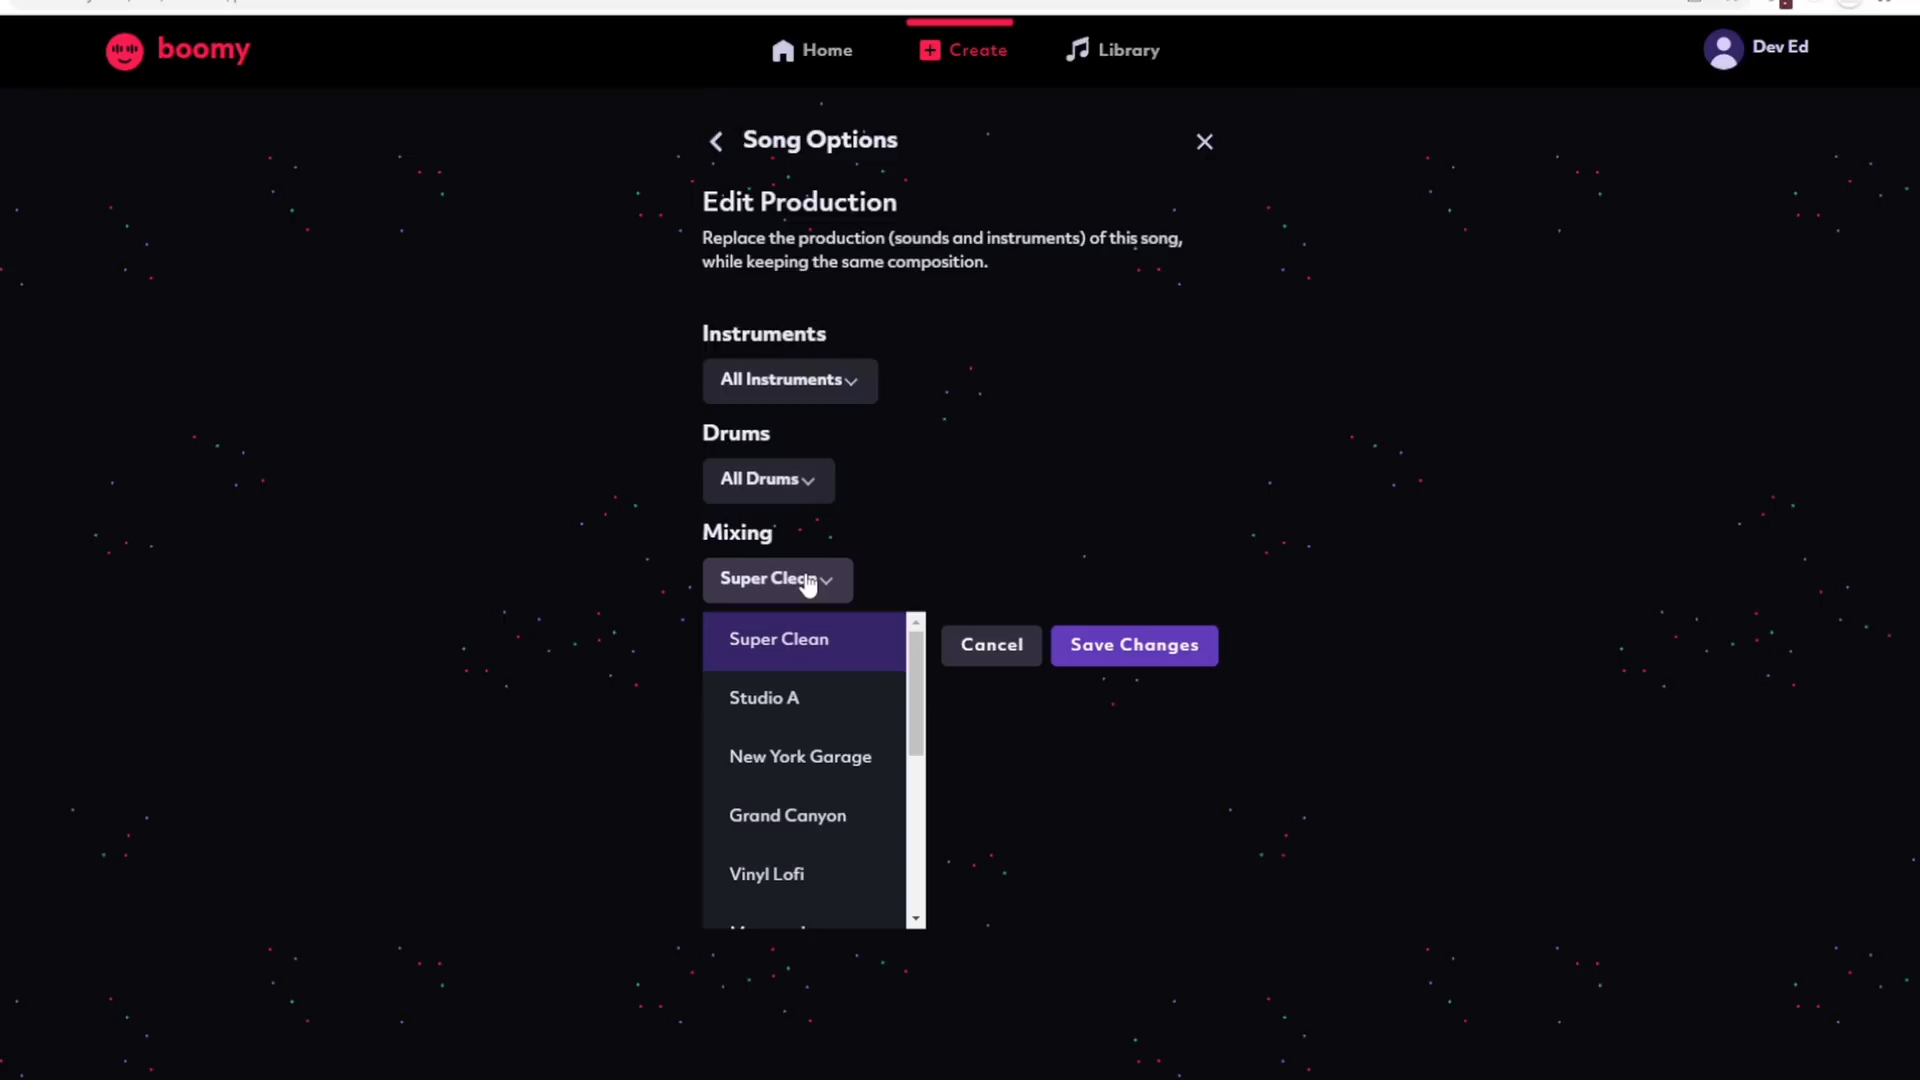 boomy
Home
Create
Library
Dev Ed
Song Options
Edit Production
Replace the production (sounds and instruments) of this song,
while keeping the same composition.
Instruments
All Instruments
Drums
All Drums
Mixing
Super Clean
Super Clean
Cancel
Save Changes
Studio A
New York Garage
Grand Canyon
Vinyl Lofi